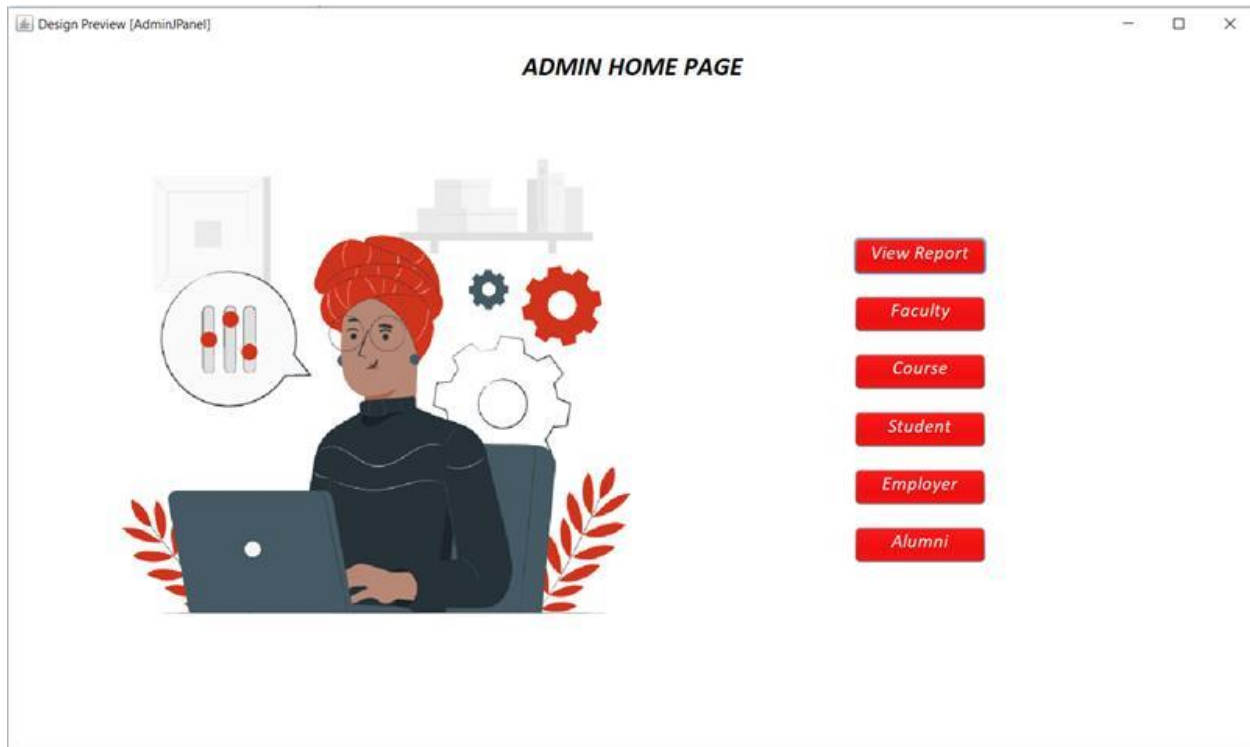 Design Preview [AdminJPanel]
ADMIN HOME PAGE
View Report
Faculty
Course
Student
Employer
Alumni